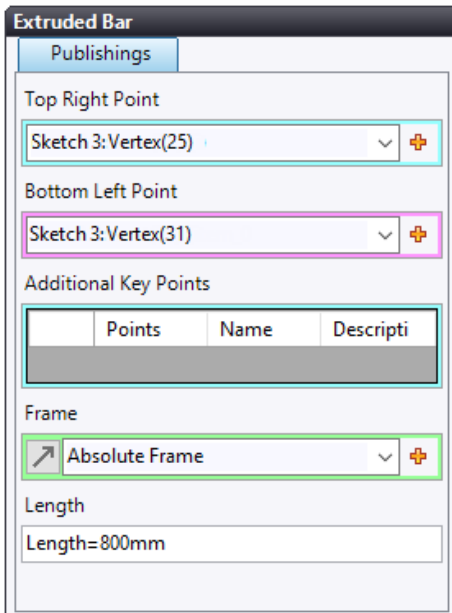 Extruded Bar
Publishings
Top Right Point
Sketch 3: Vertex(25)
Bottom Left Point
Sketch 3: Vertex(31)
Additional Key Points
Points Name Descripti
Frame
Absolute Frame
Length
Length=800mm